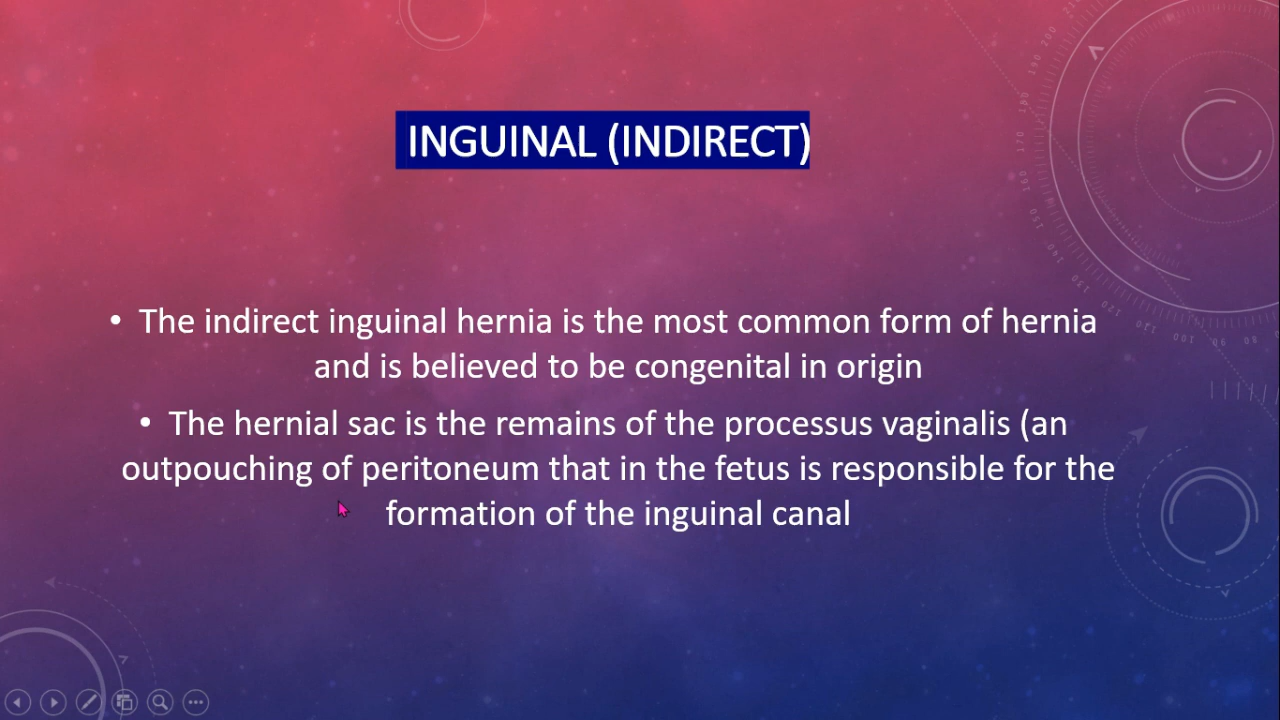 INGUINAL (INDIRECT)
• The indirect inguinal hernia is the most common form of hernia
and is believed to be congenital in origin
• The hernial sac is the remains of the processus vaginalis (an
outpouching of peritoneum that in the fetus is responsible for the
formation of the inguinal canal